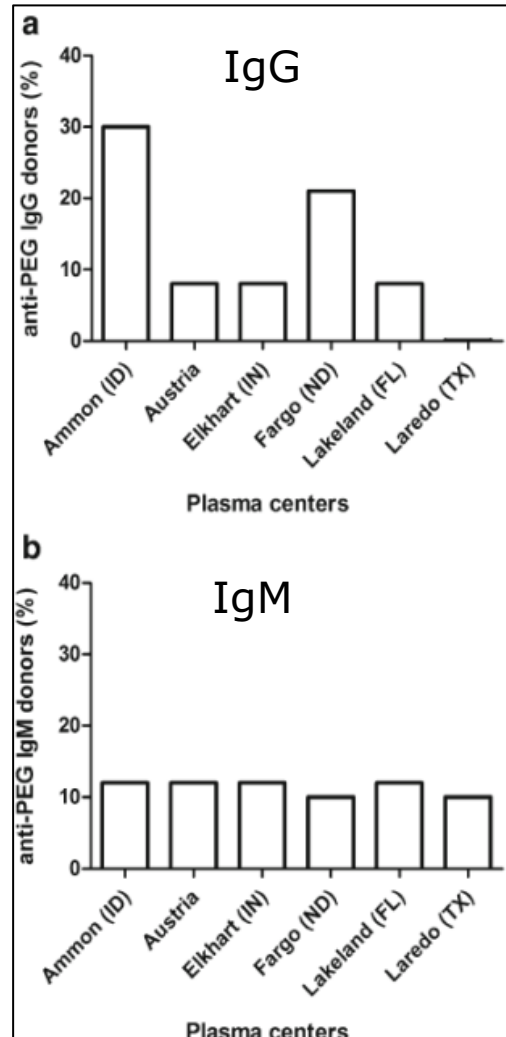 a
IgG
anti-PEG IgG donors (%)
40
30
20
10
0
Ammon (ID)
Austria
Elkhart (IN)
Fargo (ND)
Lakeland (FL)
Laredo (TX)
Plasma centers
b
IgM
anti-PEG IgM donors (%)
40
30
20
10
0
Ammon (ID)
Austria
Elkhart (IN)
Fargo (ND)
Lakeland (FL)
Laredo (TX)
Plasma centers